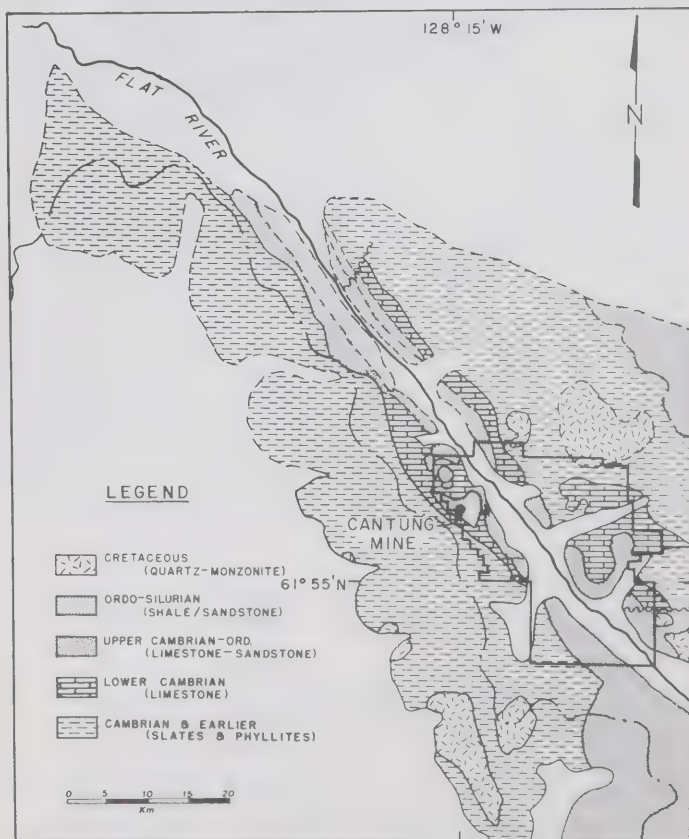 128° 15' W
FLAT RIVER
N
CANTUNG
MINE
61° 55' N
LEGEND
CRETACEOUS
(QUARTZ-MONZONITE)
ORDO-SILURIAN
(SHALE/SANDSTONE)
UPPER CAMBRIAN-ORD.
(LIMESTONE-SANDSTONE)
LOWER CAMBRIAN
(LIMESTONE)
CAMBRIAN & EARLIER
(SLATES & PHYLLITES)
0 5 10 15 20
Km